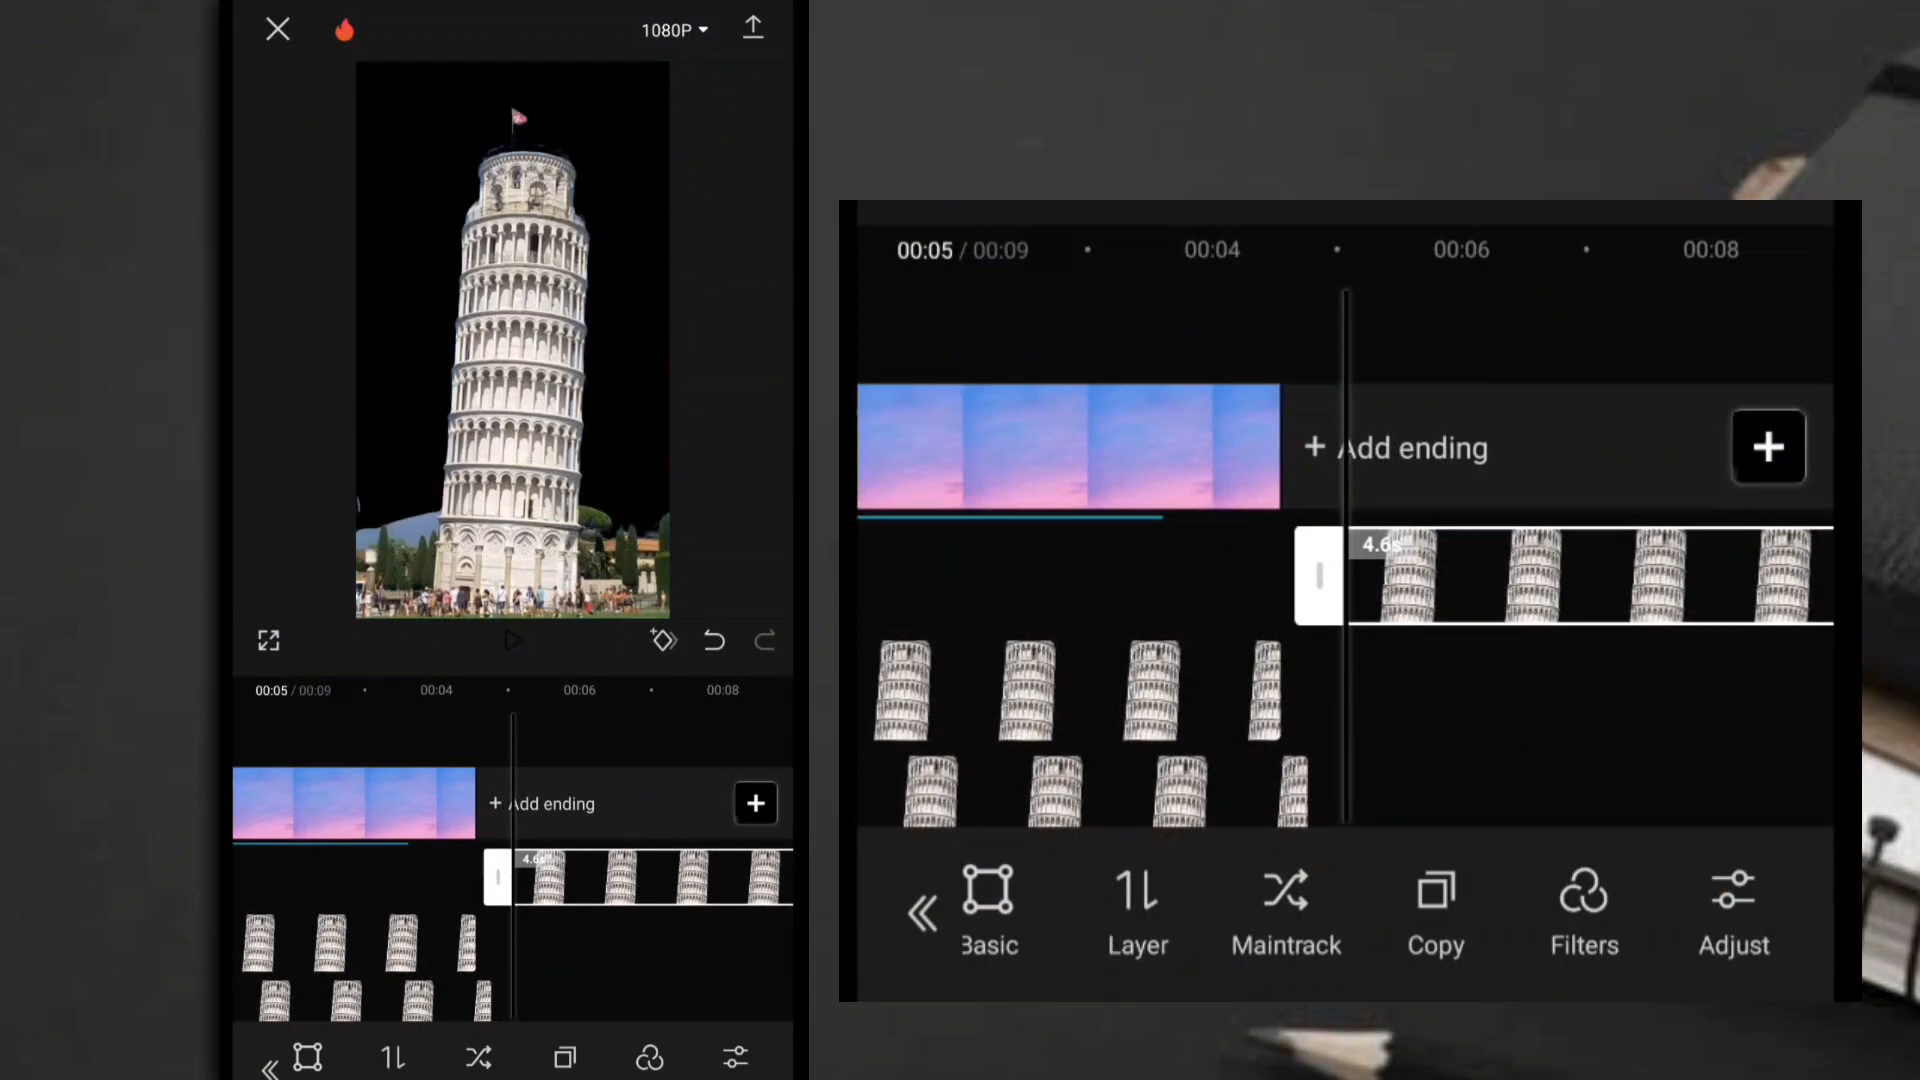 1080P
00:05 / 00:09
00:04
00:06
00:08
+ Add ending
4.6s
00:05 / 00:09
00:04
00:06
00:08
+ Add ending
4.6s
Basic
Layer
Maintrack
Copy
Filters
Adjust